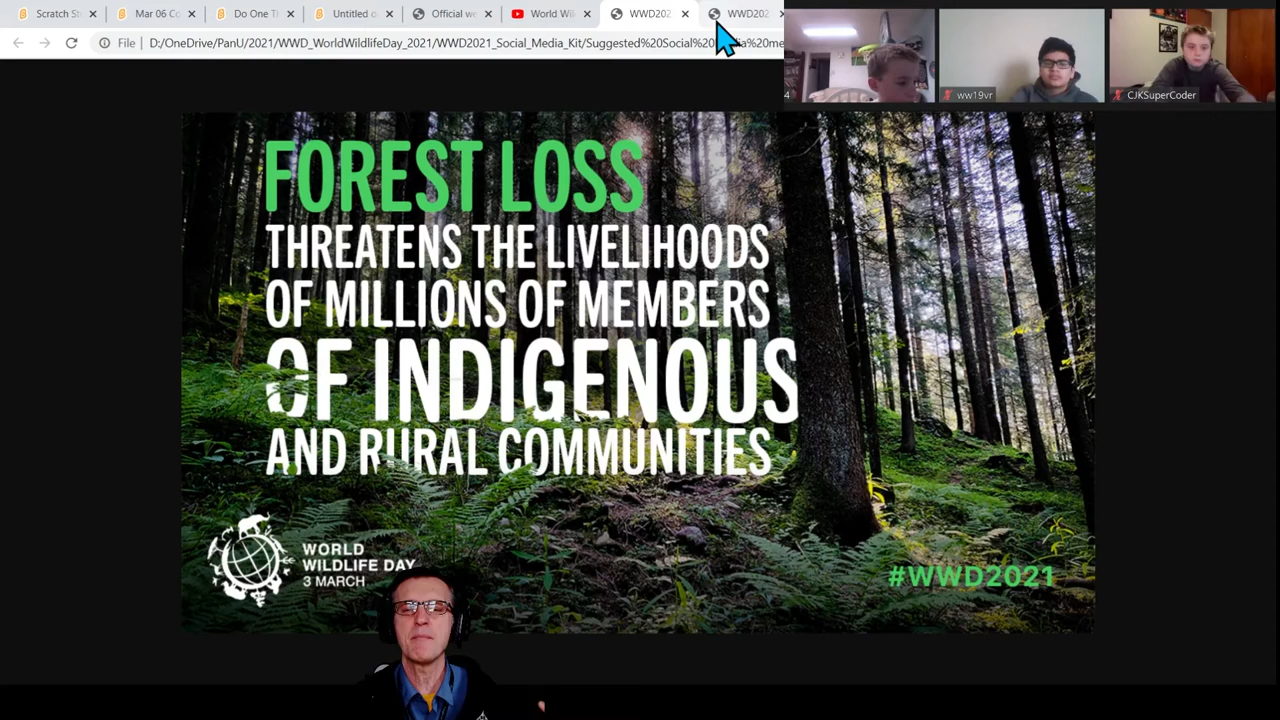 Scratch St
Mar 06 Co
Do One T
Untitled o
Official we
World Wil
WWD202
WWD202
File
D:/OneDrive/PanU/2021/WWD_WorldWildlifeDay_2021/WWD2021_Social_Media_Kit/Suggested%20Social%20
4
ww19vr
CJKSuperCoder
FOREST LOSS
THREATENS THE LIVELIHOODS
OF MILLIONS OF MEMBERS
OF INDIGENOUS
AND RURAL COMMUNITIES
WORLD
WILDLIFE DAY
3 MARCH
#WWD2021